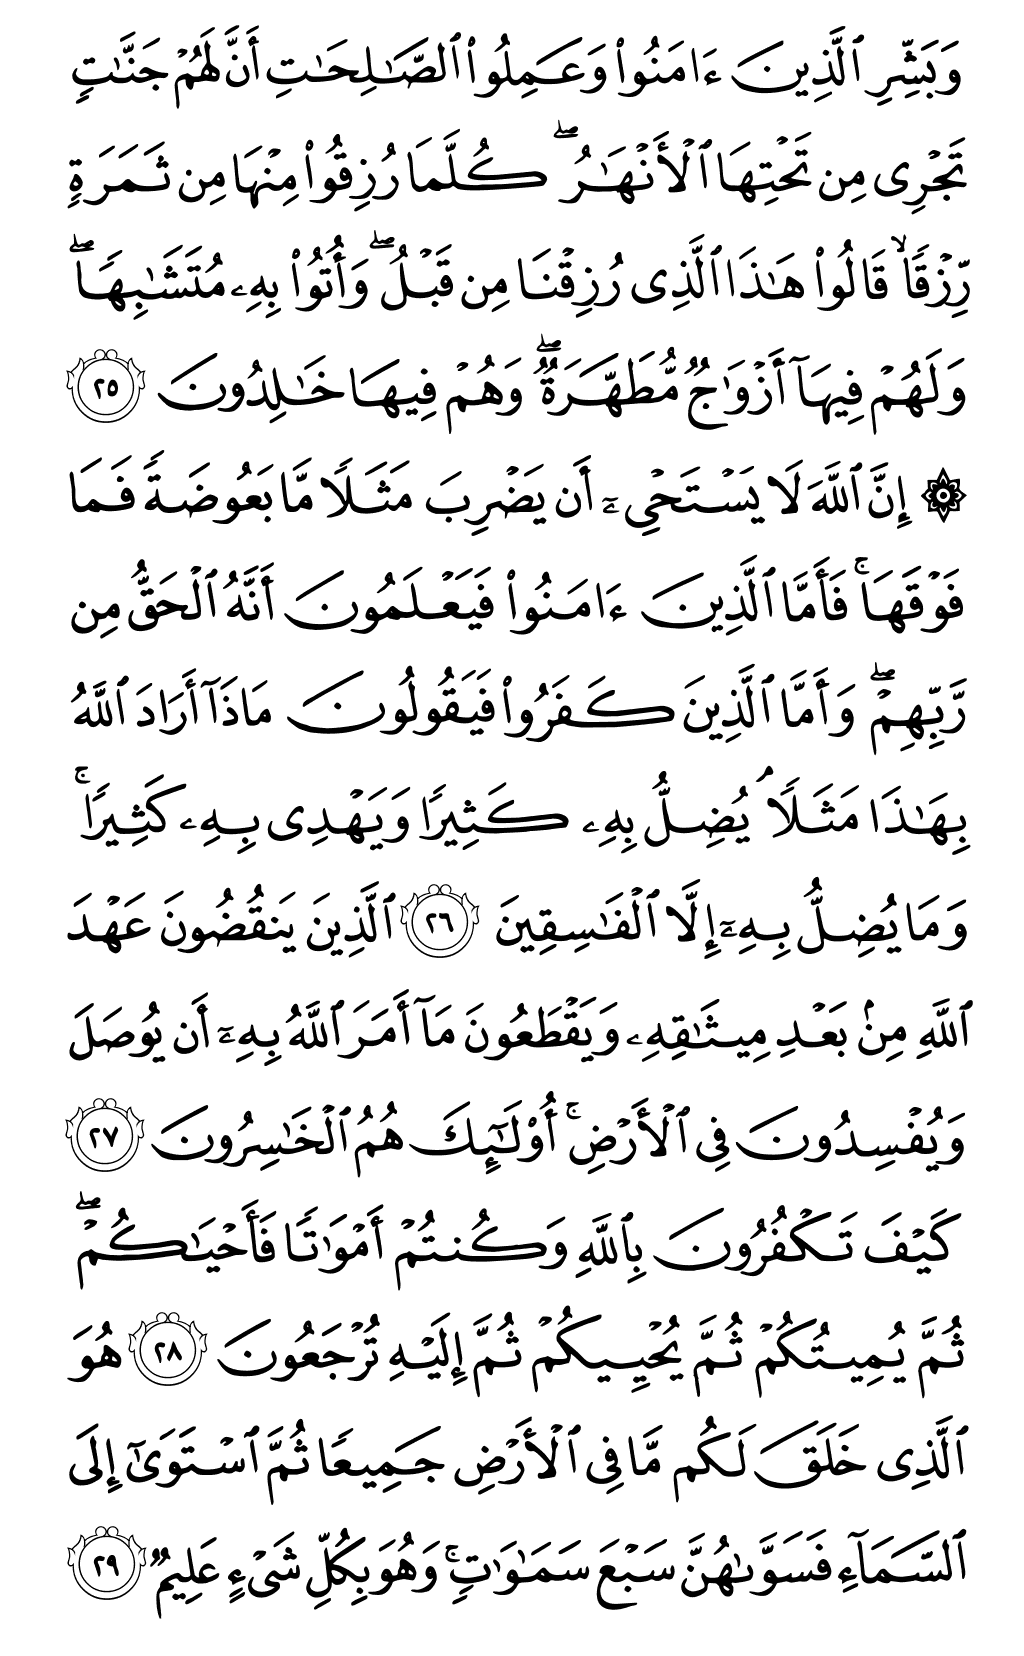 وَبَشِّرِ ٱلَّذِينَ ءَامَنُوا۟ وَعَمِلُوا۟ ٱلصَّـٰلِحَـٰتِ أَنَّ لَهُمْ جَنَّـٰتٍ
تَجْرِى مِن تَحْتِهَا ٱلْأَنْهَـٰرُ ۖ كُلَّمَا رُزِقُوا۟ مِنْهَا مِن ثَمَرَةٍ
رِّزْقًا ۙ قَالُوا۟ هَـٰذَا ٱلَّذِى رُزِقْنَا مِن قَبْلُ ۖ وَأُتُوا۟ بِهِۦ مُتَشَـٰبِهًا ۖ
وَلَهُمْ فِيهَآ أَزْوَٰجٌ مُّطَهَّرَةٌ ۖ وَهُمْ فِيهَا خَـٰلِدُونَ ٢٥
۞ إِنَّ ٱللَّهَ لَا يَسْتَحْىِۦٓ أَن يَضْرِبَ مَثَلًا مَّا بَعُوضَةً فَمَا
فَوْقَهَا ۚ فَأَمَّا ٱلَّذِينَ ءَامَنُوا۟ فَيَعْلَمُونَ أَنَّهُ ٱلْحَقُّ مِن
رَّبِّهِمْ ۖ وَأَمَّا ٱلَّذِينَ كَفَرُوا۟ فَيَقُولُونَ مَاذَآ أَرَادَ ٱللَّهُ
بِهَـٰذَا مَثَلًا ۘ يُضِلُّ بِهِۦ كَثِيرًا وَيَهْدِى بِهِۦ كَثِيرًا ۚ
وَمَا يُضِلُّ بِهِۦٓ إِلَّا ٱلْفَـٰسِقِينَ ٢٦ ٱلَّذِينَ يَنقُضُونَ عَهْدَ
ٱللَّهِ مِنۢ بَعْدِ مِيثَـٰقِهِۦ وَيَقْطَعُونَ مَآ أَمَرَ ٱللَّهُ بِهِۦٓ أَن يُوصَلَ
وَيُفْسِدُونَ فِى ٱلْأَرْضِ ۚ أُو۟لَـٰٓئِكَ هُمُ ٱلْخَـٰسِرُونَ ٢٧
كَيْفَ تَكْفُرُونَ بِٱللَّهِ وَكُنتُمْ أَمْوَٰتًا فَأَحْيَـٰكُمْ ۖ
ثُمَّ يُمِيتُكُمْ ثُمَّ يُحْيِيكُمْ ثُمَّ إِلَيْهِ تُرْجَعُونَ ٢٨ هُوَ
ٱلَّذِى خَلَقَ لَكُم مَّا فِى ٱلْأَرْضِ جَمِيعًا ثُمَّ ٱسْتَوَىٰٓ إِلَى
ٱلسَّمَآءِ فَسَوَّىٰهُنَّ سَبْعَ سَمَـٰوَٰتٍ ۚ وَهُوَ بِكُلِّ شَىْءٍ عَلِيمٌ ٢٩